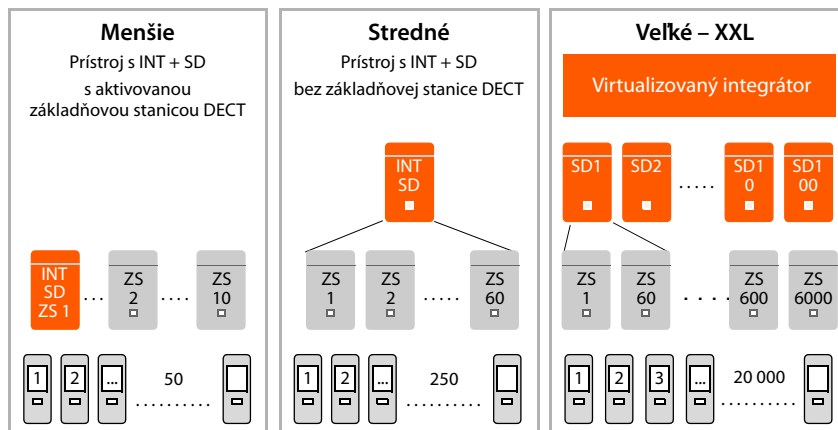 Menšie
Prístroj s INT + SD
s aktivovanou
základňovou stanicou DECT
INT
SD
ZS 1
...
ZS
2
....
ZS
10
1
2
...
50
..........
Stredné
Prístroj s INT + SD
bez základňovej stanice DECT
INT
SD
ZS
1
ZS
2
.....
ZS
60
1
2
...
250
..........
Veľké – XXL
Virtualizovaný integrátor
SD1
SD2
.....
SD1
0
SD1
00
ZS
1
ZS
60
....
ZS
600
ZS
6000
1
2
3
...
20 000
..........